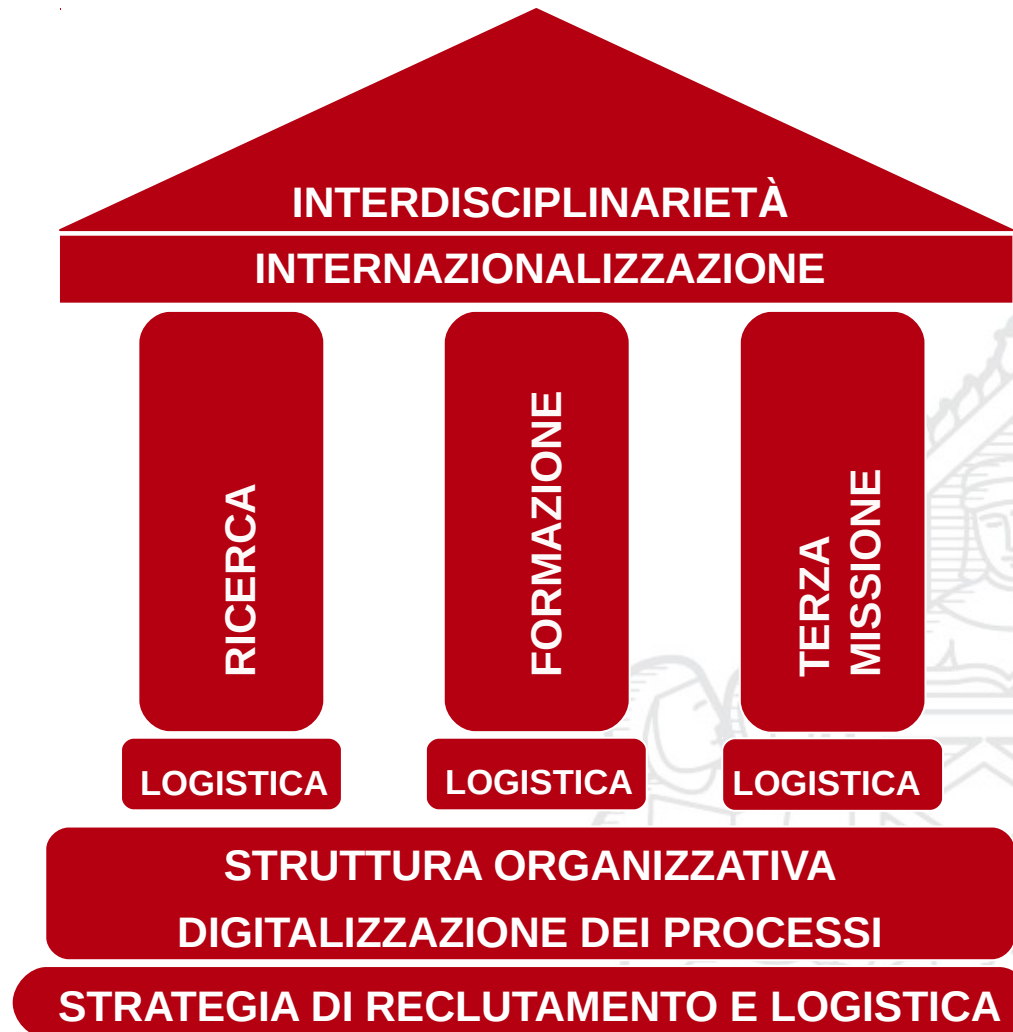 INTERDISCIPLINARIETÀ
INTERNAZIONALIZZAZIONE
RICERCA
FORMAZIONE
TERZA
MISSIONE
LOGISTICA
LOGISTICA
LOGISTICA
STRUTTURA ORGANIZZATIVA
DIGITALIZZAZIONE DEI PROCESSI
STRATEGIA DI RECLUTAMENTO E LOGISTICA